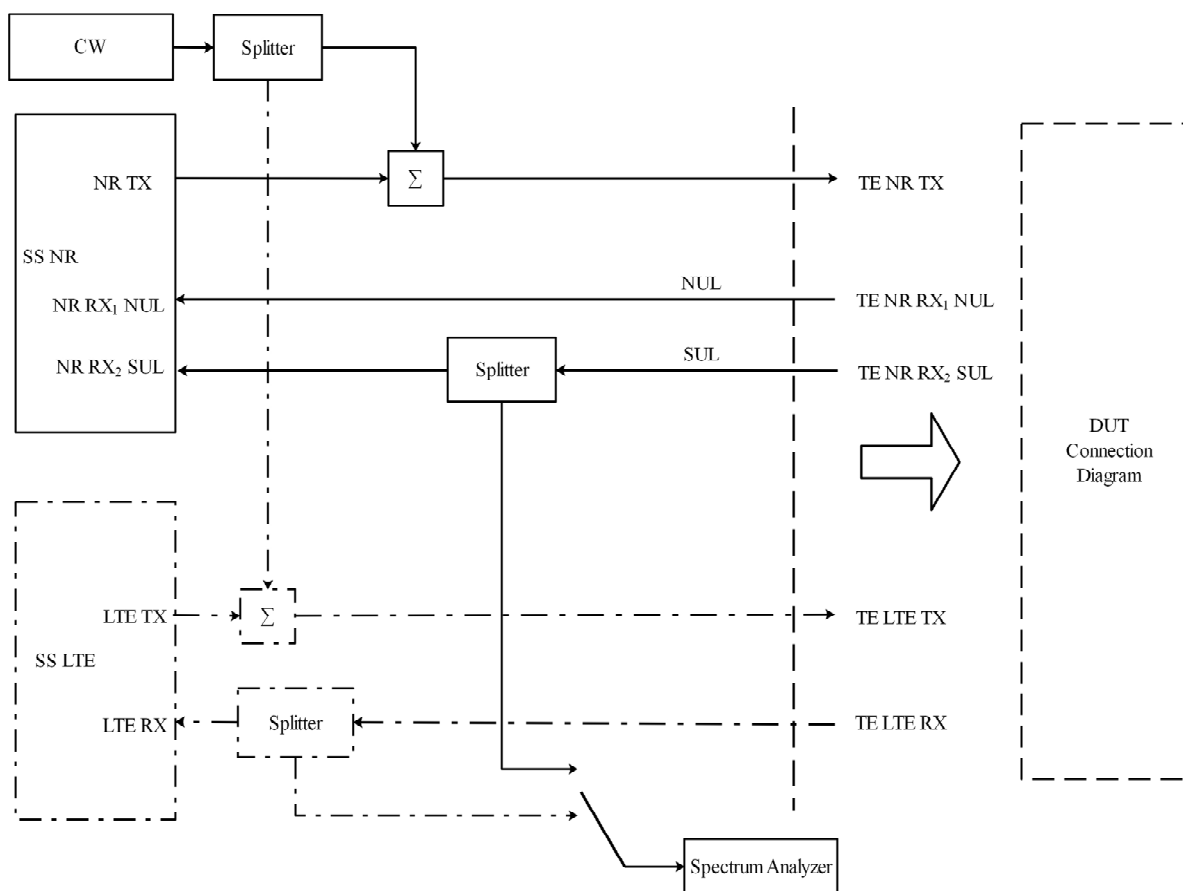 CW
Splitter
NR TX
∑
TE NR TX
SS NR
NUL
NR RX₁ NUL
TE NR RX₁ NUL
SUL
NR RX₂ SUL
Splitter
TE NR RX₂ SUL
DUT
Connection
Diagram
LTE TX
∑
TE LTE TX
SS LTE
LTE RX
Splitter
TE LTE RX
Spectrum Analyzer